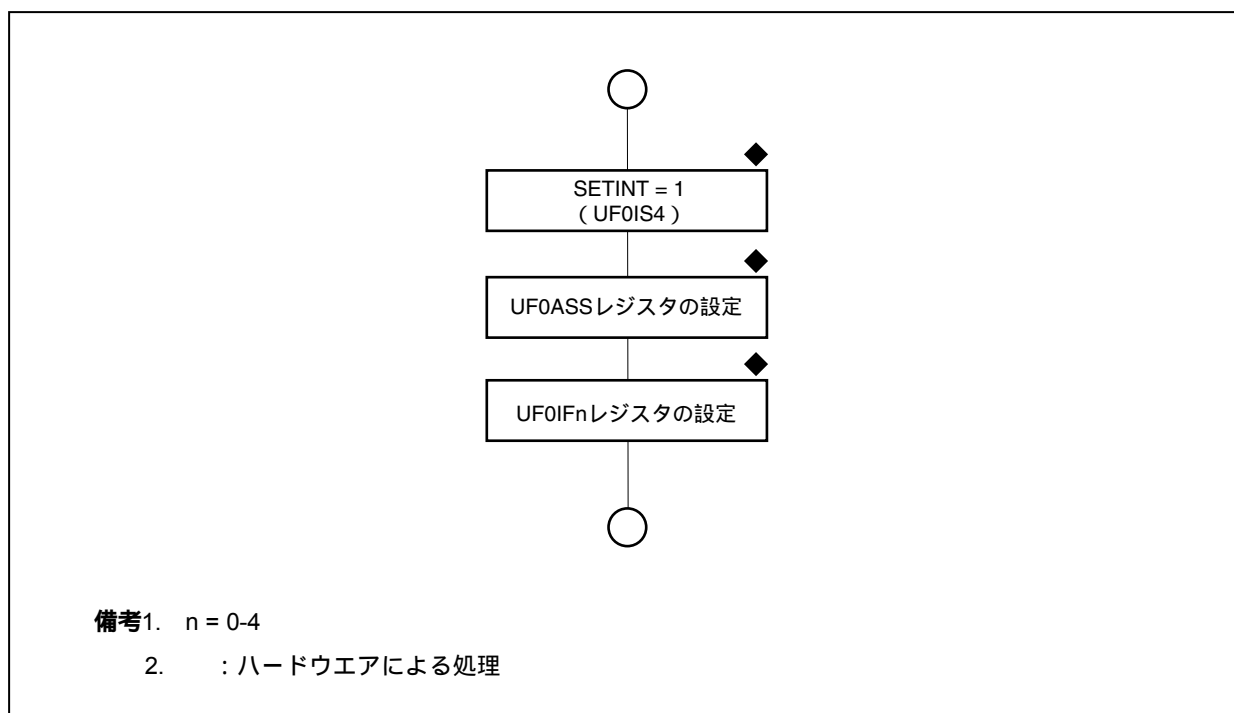 SETINT = 1
（UF0IS4）
UF0ASSレジスタの設定
UF0IFnレジスタの設定
備考1. n = 0-4
2. ：ハードウエアによる処理